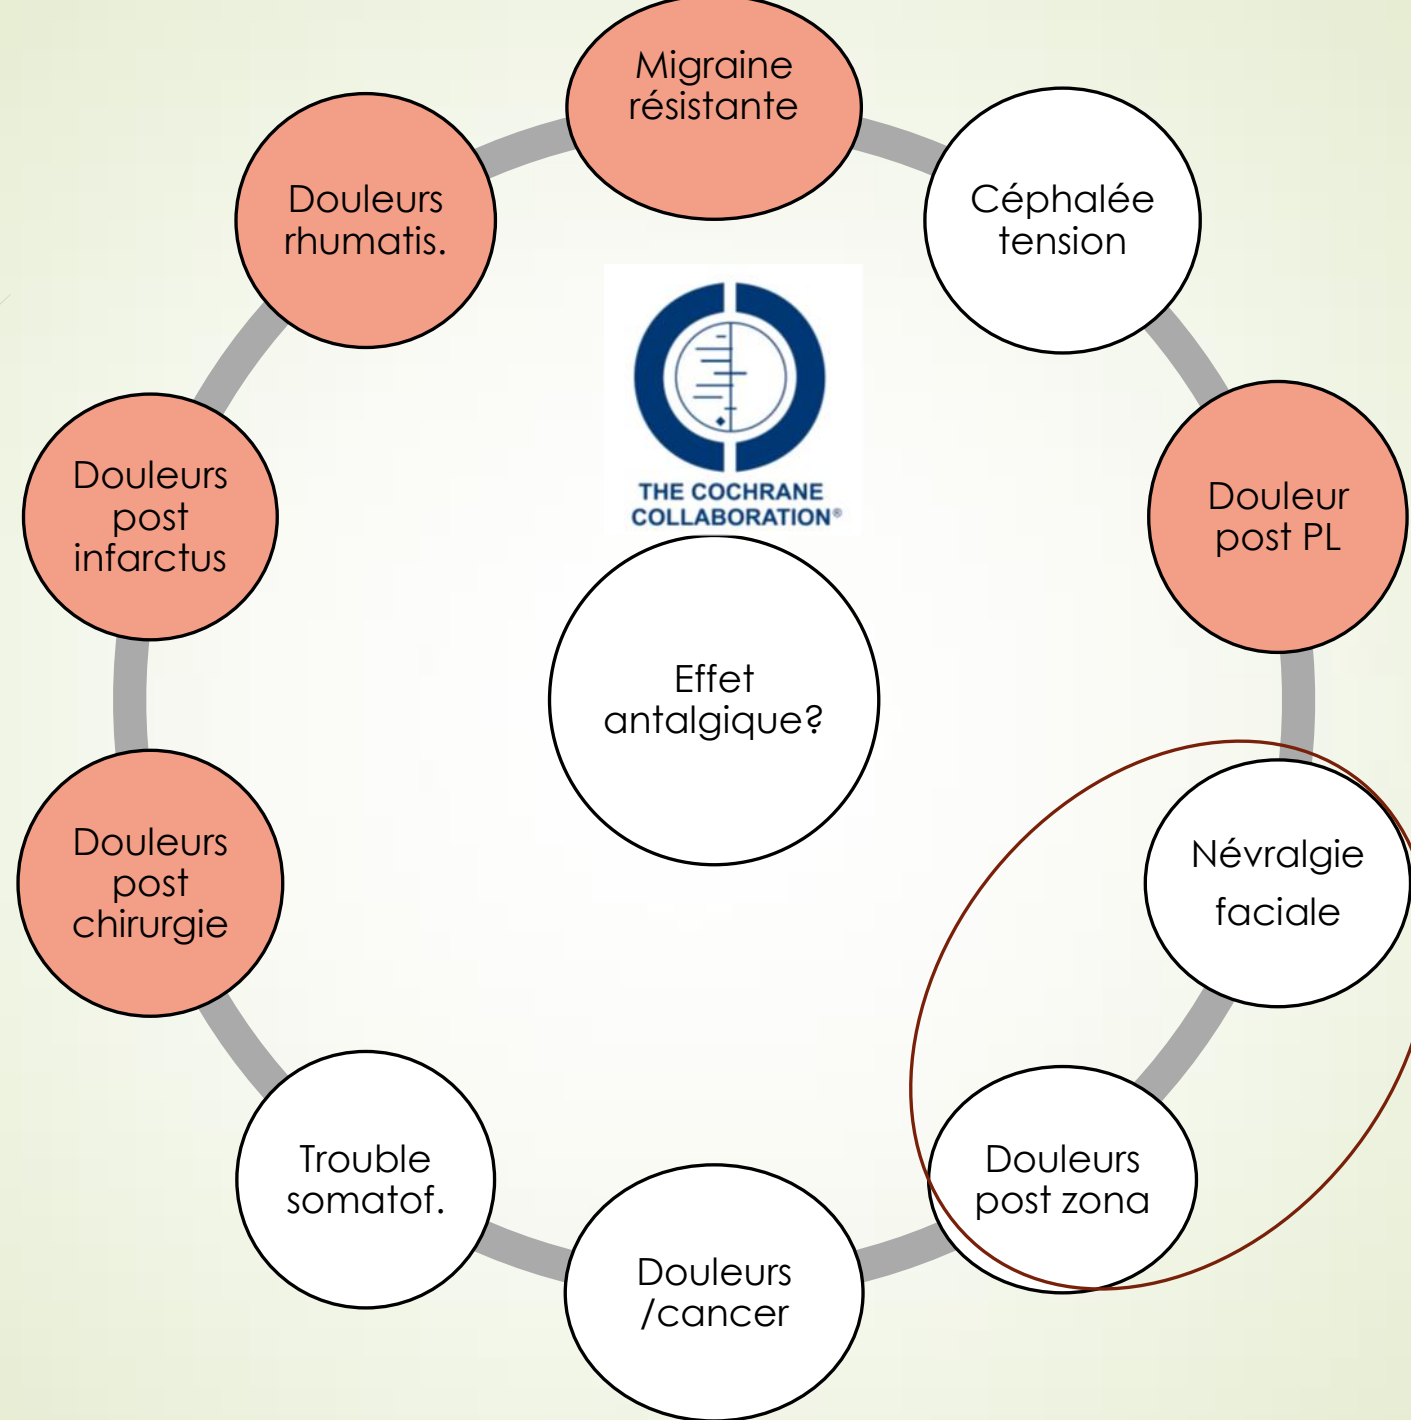 Migraine
résistante
Céphalée
tension
Douleur
post PL
Névralgie
faciale
Douleurs
post zona
Douleurs
/cancer
Trouble
somatof.
Douleurs
post
chirurgie
Douleurs
post
infarctus
Douleurs
rhumatis.
THE COCHRANE
COLLABORATION®
Effet
antalgique?